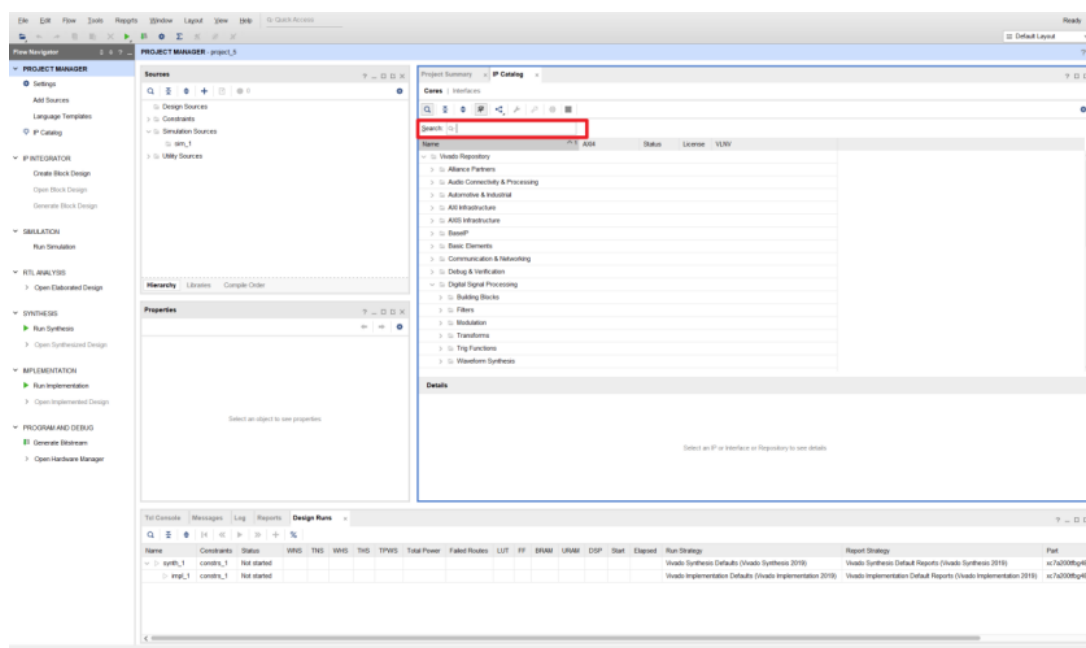 File Edit Flow Tools Reports Window Layout View Help Quick Access
Ready
Default Layout
Flow Navigator
PROJECT MANAGER - project_5
PROJECT MANAGER
Settings
Add Sources
Language Templates
IP Catalog
IP INTEGRATOR
Create Block Design
Open Block Design
Generate Block Design
SIMULATION
Run Simulation
RTL ANALYSIS
Open Elaborated Design
SYNTHESIS
Run Synthesis
Open Synthesized Design
IMPLEMENTATION
Run Implementation
Open Implemented Design
PROGRAM AND DEBUG
Generate Bitstream
Open Hardware Manager
Sources
Design Sources
Constraints
Simulation Sources
sim_1
Utility Sources
Hierarchy Libraries Compile Order
Properties
Select an object to see properties
Project Summary IP Catalog
Cores | Interfaces
Search:
Name AXI4 Status License VLNV
Vivado Repository
Alliance Partners
Audio Connectivity & Processing
Automotive & Industrial
AXI Infrastructure
AXIS Infrastructure
BaseIP
Basic Elements
Communication & Networking
Debug & Verification
Digital Signal Processing
Building Blocks
Filters
Modulation
Transforms
Trig Functions
Waveform Synthesis
Details
Select an IP or Interface or Repository to see details
Tcl Console Messages Log Reports Design Runs
Name Constraints Status WNS TNS WHS THS TPWS Total Power Failed Routes LUT FF BRAM URAM DSP Start Elapsed Run Strategy Report Strategy Part
synth_1 constrs_1 Not started Vivado Synthesis Defaults (Vivado Synthesis 2019) Vivado Synthesis Default Reports (Vivado Synthesis 2019)
impl_1 constrs_1 Not started Vivado Implementation Defaults (Vivado Implementation 2019) Vivado Implementation Default Reports (Vivado Implementation 2019)